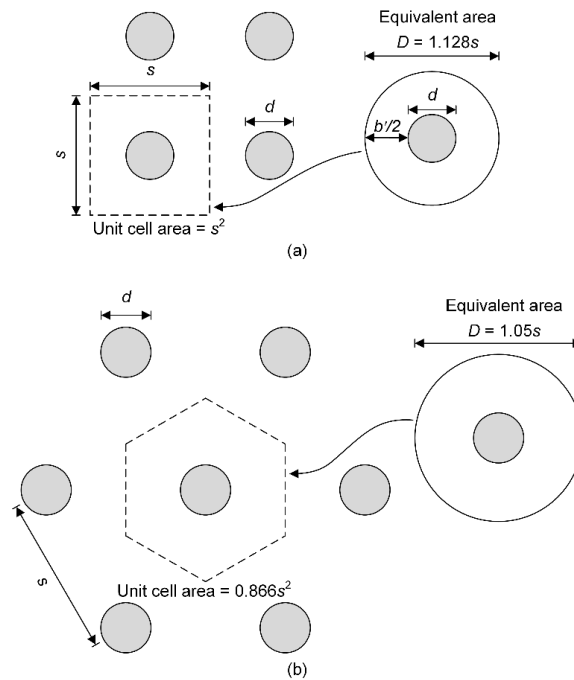 Equivalent area
D = 1.128s
s
d
d
b'/2
s
Unit cell area = s²
(a)
d
Equivalent area
D = 1.05s
s
Unit cell area = 0.866s²
(b)